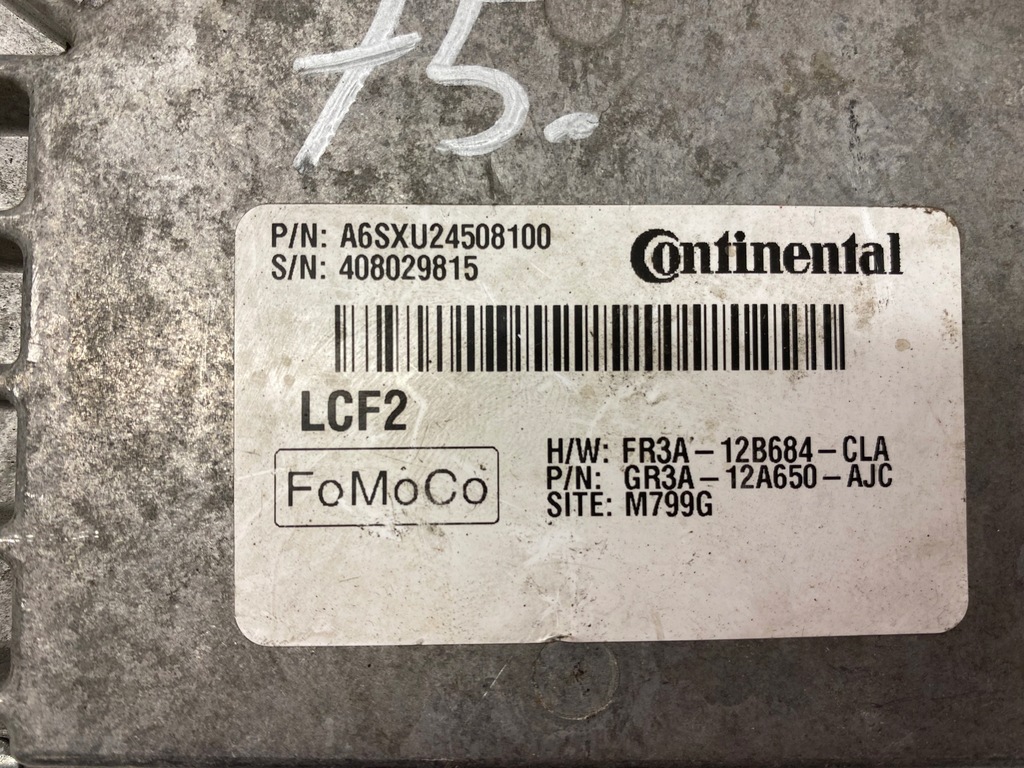 75.
P/N: A6SXU24508100
S/N: 408029815
Continental
LCF2
FoMoCo
H/W: FR3A-12B684-CLA
P/N: GR3A-12A650-AJC
SITE: M799G